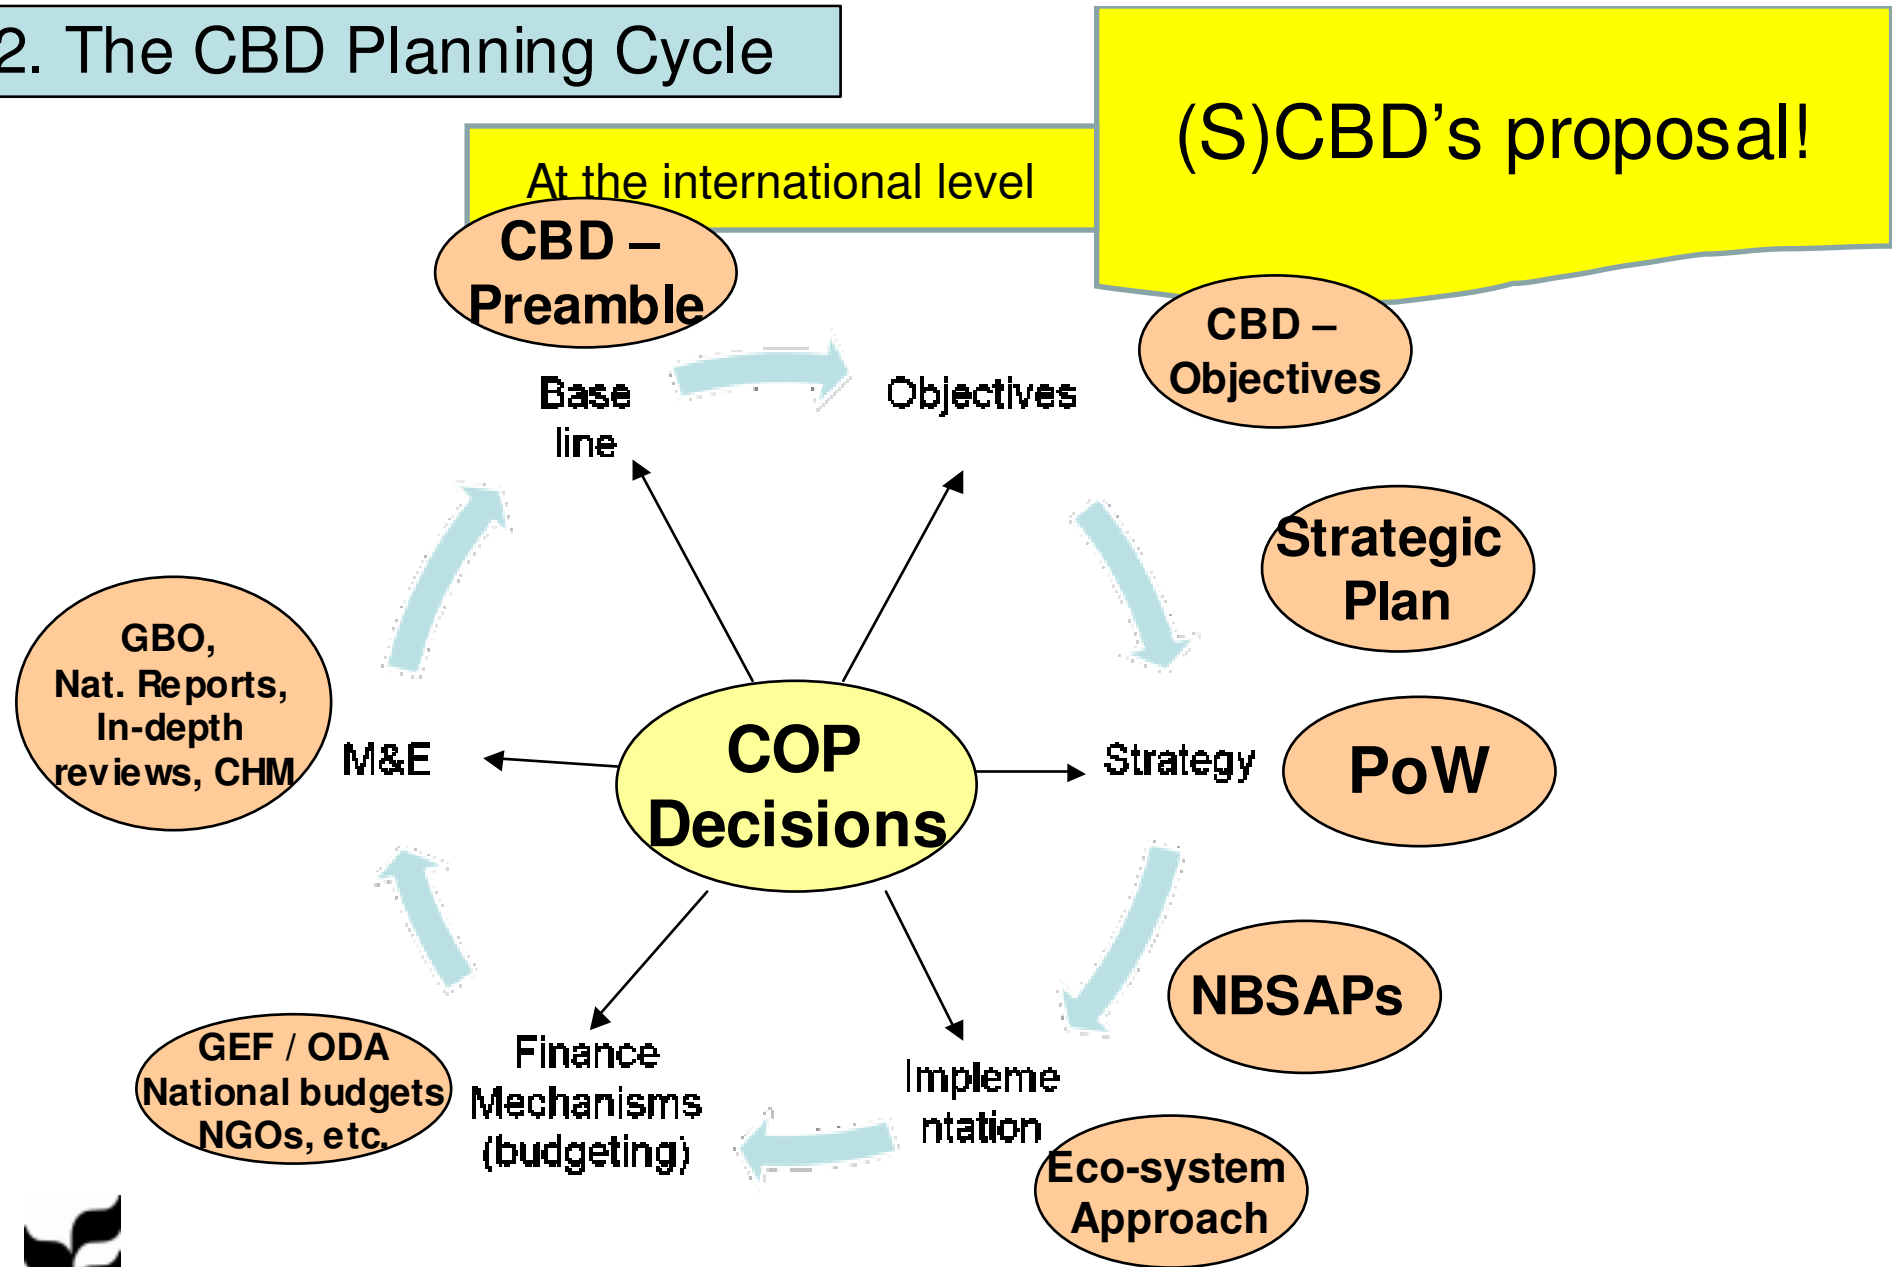 2. The CBD Planning Cycle
(S)CBD’s proposal!
At the international level
CBD –
Preamble
CBD –
Objectives
Base
line
Objectives
Strategic
Plan
GBO,
Nat. Reports,
In-depth
reviews, CHM
M&E
COP
Decisions
Strategy
PoW
NBSAPs
GEF / ODA
National budgets
NGOs, etc.
Finance
Mechanisms
(budgeting)
Impleme
ntation
Eco-system
Approach